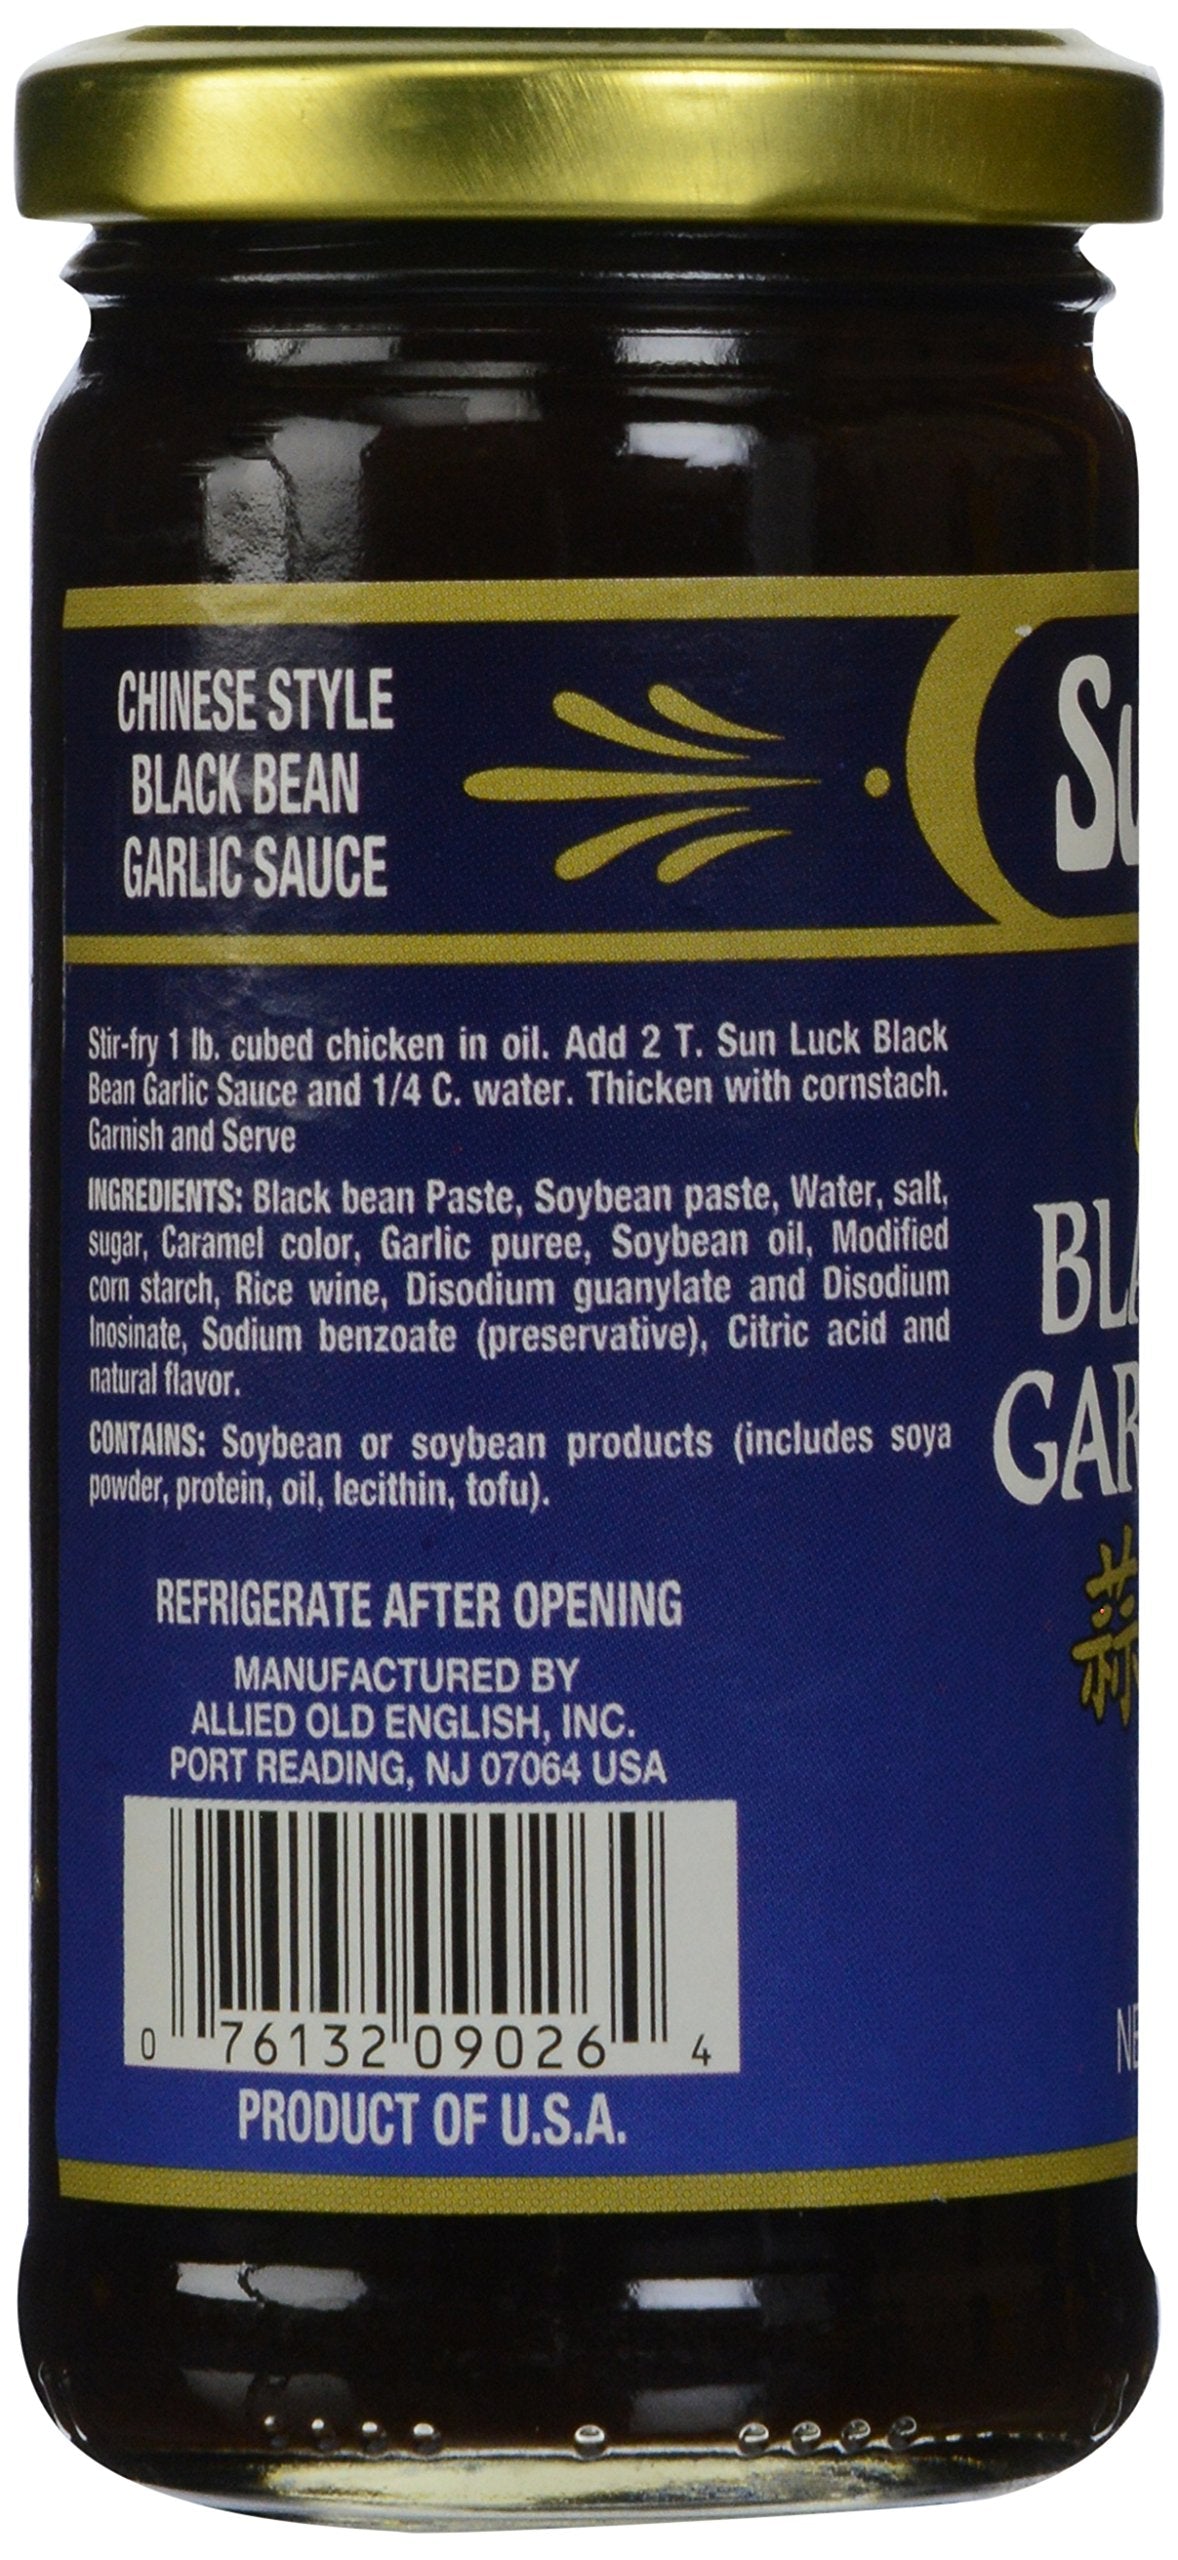 CHINESE STYLE
BLACK BEAN
GARLIC SAUCE
Stir-fry 1 lb. cubed chicken in oil. Add 2 T. Sun Luck Black
Bean Garlic Sauce and 1/4 C. water. Thicken with cornstach.
Garnish and Serve
INGREDIENTS: Black bean Paste, Soybean paste, Water, salt,
sugar, Caramel color, Garlic puree, Soybean oil, Modified
corn starch, Rice wine, Disodium guanylate and Disodium
Inosinate, Sodium benzoate (preservative), Citric acid and
natural flavor.
CONTAINS: Soybean or soybean products (includes soya
powder, protein, oil, lecithin, tofu).
REFRIGERATE AFTER OPENING
MANUFACTURED BY
ALLIED OLD ENGLISH, INC.
PORT READING, NJ 07064 USA
0 76132 09026 4
PRODUCT OF U.S.A.